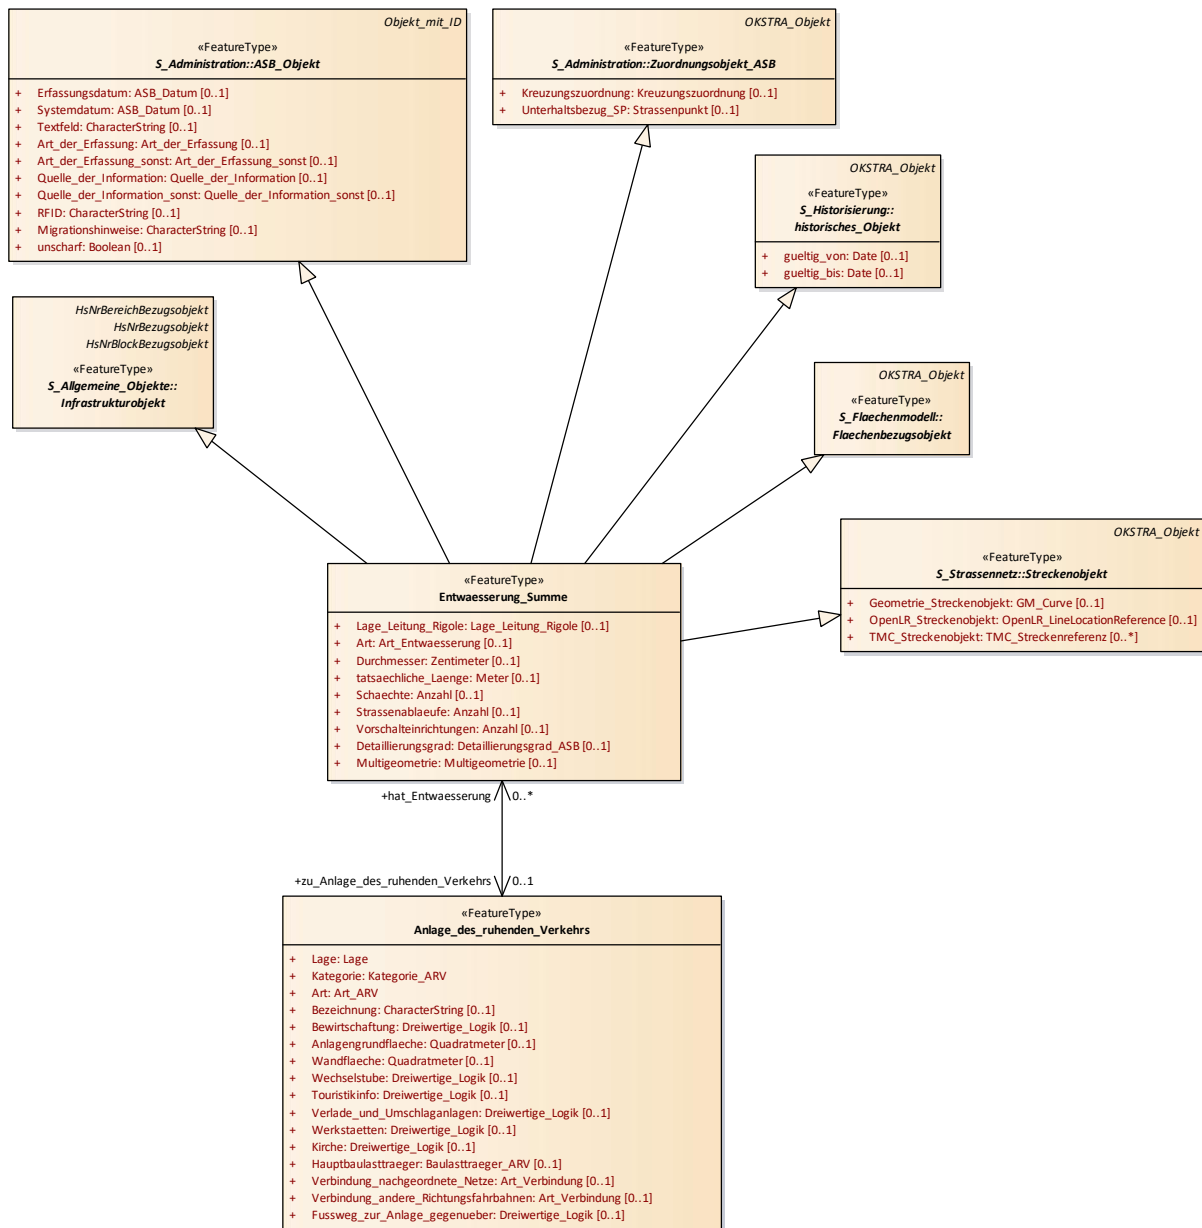 Objekt_mit_ID
«FeatureType»
S_Administration::ASB_Objekt
+ Erfassungsdatum: ASB_Datum [0..1]
+ Systemdatum: ASB_Datum [0..1]
+ Textfeld: CharacterString [0..1]
+ Art_der_Erfassung: Art_der_Erfassung [0..1]
+ Art_der_Erfassung_sonst: Art_der_Erfassung_sonst [0..1]
+ Quelle_der_Information: Quelle_der_Information [0..1]
+ Quelle_der_Information_sonst: Quelle_der_Information_sonst [0..1]
+ RFID: CharacterString [0..1]
+ Migrationshinweise: CharacterString [0..1]
+ unscharf: Boolean [0..1]
OKSTRA_Objekt
«FeatureType»
S_Administration::Zuordnungsobjekt_ASB
+ Kreuzungszuordnung: Kreuzungszuordnung [0..1]
+ Unterhaltsbezug_SP: Strassenpunkt [0..1]
OKSTRA_Objekt
«FeatureType»
S_Historisierung::
historisches_Objekt
+ gueltig_von: Date [0..1]
+ gueltig_bis: Date [0..1]
HsNrBereichBezugsobjekt
HsNrBezugsobjekt
HsNrBlockBezugsobjekt
«FeatureType»
S_Allgemeine_Objekte::
Infrastrukturobjekt
OKSTRA_Objekt
«FeatureType»
S_Flaechenmodell::
Flaechenbezugsobjekt
OKSTRA_Objekt
«FeatureType»
S_Strassennetz::Streckenobjekt
+ Geometrie_Streckenobjekt: GM_Curve [0..1]
+ OpenLR_Streckenobjekt: OpenLR_LineLocationReference [0..1]
+ TMC_Streckenobjekt: TMC_Streckenreferenz [0..*]
«FeatureType»
Entwaesserung_Summe
+ Lage_Leitung_Rigole: Lage_Leitung_Rigole [0..1]
+ Art: Art_Entwaesserung [0..1]
+ Durchmesser: Zentimeter [0..1]
+ tatsaechliche_Laenge: Meter [0..1]
+ Schaechte: Anzahl [0..1]
+ Strassenablaeufe: Anzahl [0..1]
+ Vorschalteinrichtungen: Anzahl [0..1]
+ Detaillierungsgrad: Detaillierungsgrad_ASB [0..1]
+ Multigeometrie: Multigeometrie [0..1]
+hat_Entwaesserung 0..*
+zu_Anlage_des_ruhenden_Verkehrs 0..1
«FeatureType»
Anlage_des_ruhenden_Verkehrs
+ Lage: Lage
+ Kategorie: Kategorie_ARV
+ Art: Art_ARV
+ Bezeichnung: CharacterString [0..1]
+ Bewirtschaftung: Dreiwertige_Logik [0..1]
+ Anlagengrundflaeche: Quadratmeter [0..1]
+ Wandflaeche: Quadratmeter [0..1]
+ Wechselstube: Dreiwertige_Logik [0..1]
+ Touristikinfo: Dreiwertige_Logik [0..1]
+ Verlade_und_Umschlaganlagen: Dreiwertige_Logik [0..1]
+ Werkstaetten: Dreiwertige_Logik [0..1]
+ Kirche: Dreiwertige_Logik [0..1]
+ Hauptbaulasttraeger: Baulasttraeger_ARV [0..1]
+ Verbindung_nachgeordnete_Netze: Art_Verbindung [0..1]
+ Verbindung_andere_Richtungsfahrbahnen: Art_Verbindung [0..1]
+ Fussweg_zur_Anlage_gegenueber: Dreiwertige_Logik [0..1]